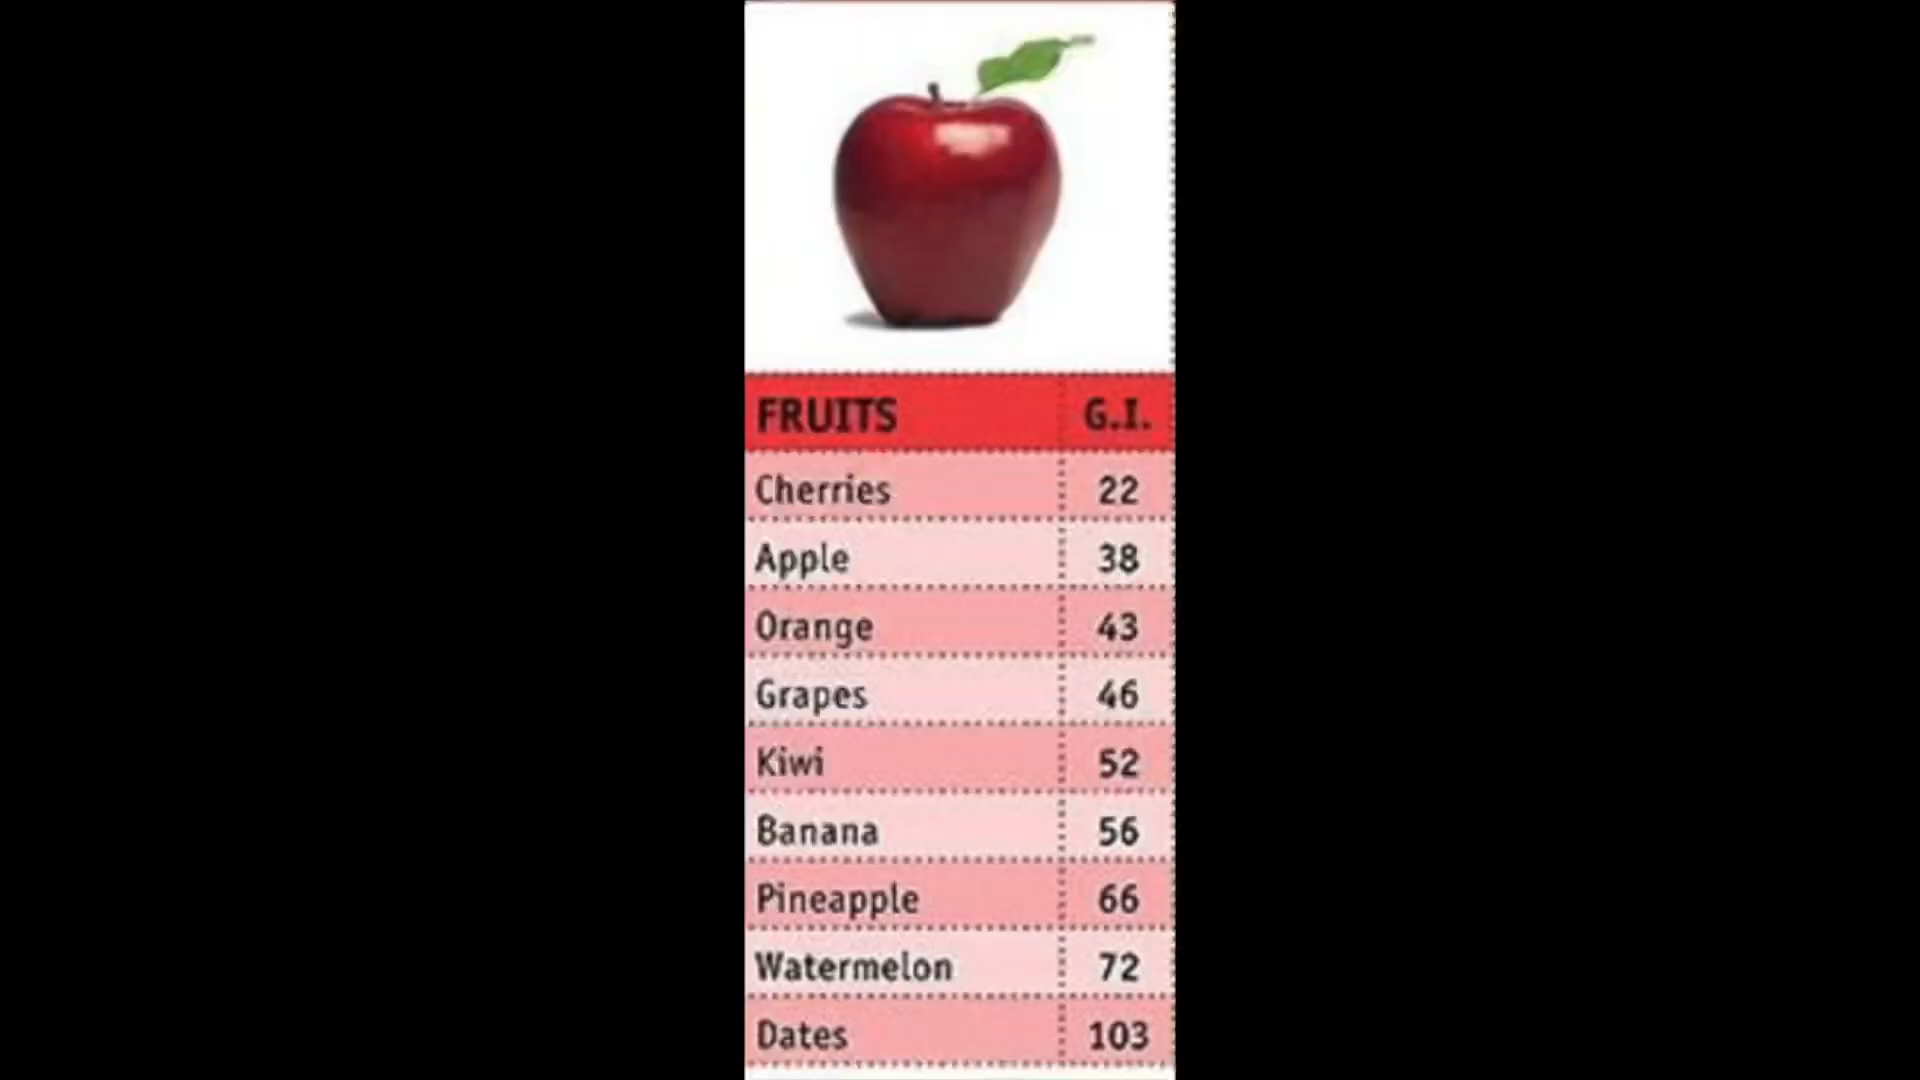 FRUITS G.I.
Cherries 22
Apple 38
Orange 43
Grapes 46
Kiwi 52
Banana 56
Pineapple 66
Watermelon 72
Dates 103